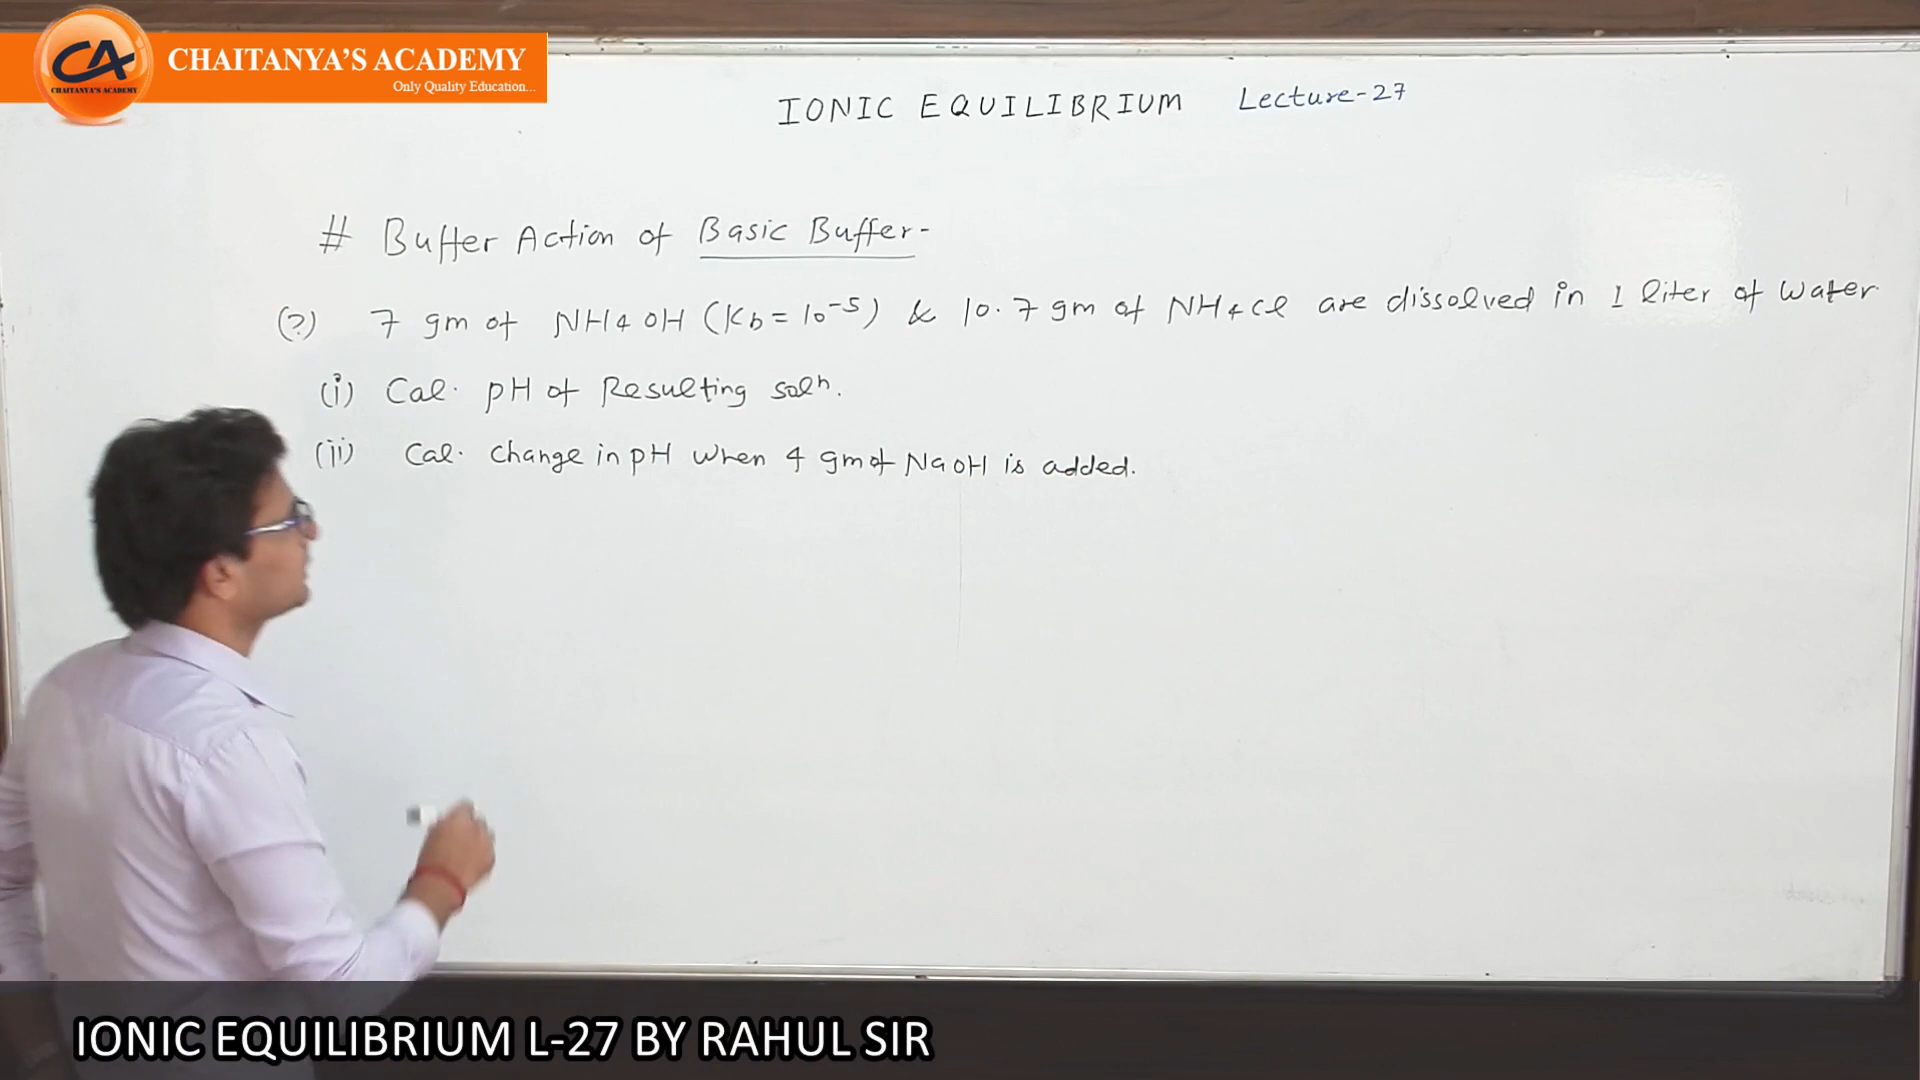 CA
CHAITANYA'S ACADEMY
CHAITANYA'S ACADEMY
Only Quality Education...
IONIC EQUILIBRIUM Lecture-27
# Buffer Action of Basic Buffer-
(?) 7 gm of NH4OH (Kb = 10⁻⁵) & 10.7 gm of NH4Cl are dissolved in 1 liter of water.
(i) Cal. pH of Resulting solⁿ.
(ii) Cal. change in pH when 4 gm of NaOH is added.
IONIC EQUILIBRIUM L-27 BY RAHUL SIR